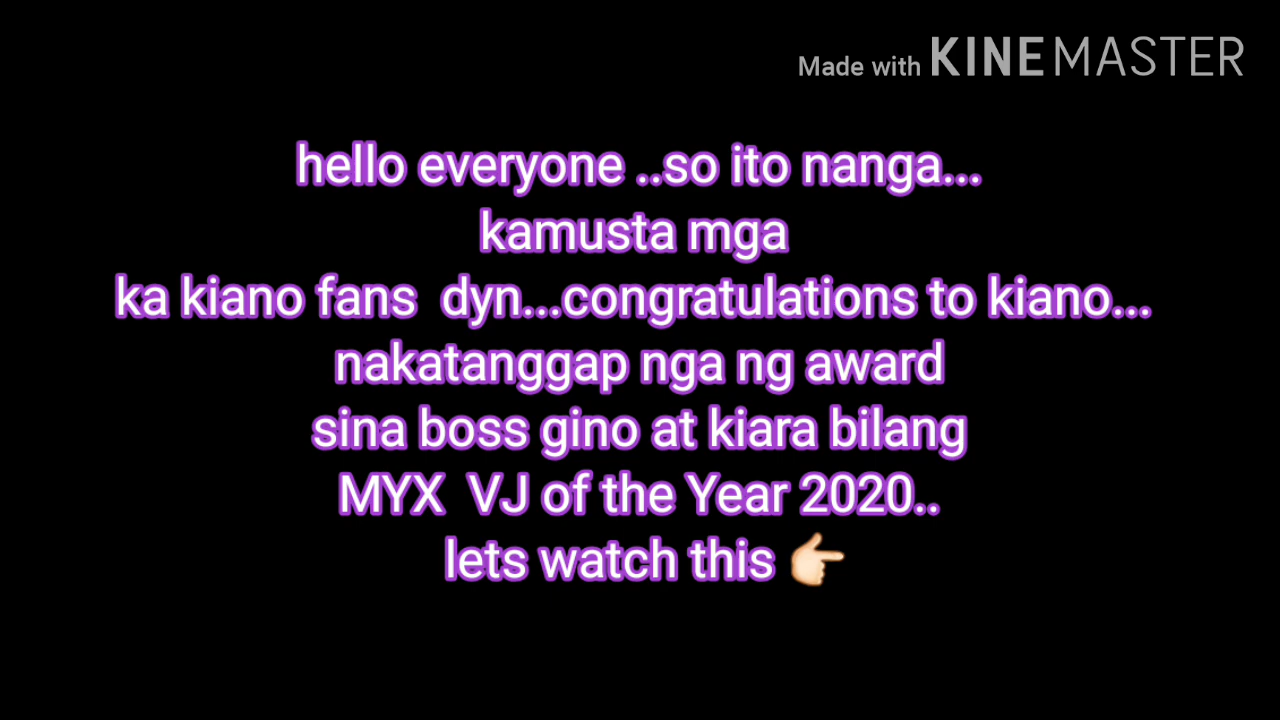 Made with KINEMASTER
hello everyone ..so ito nanga...
kamusta mga
ka kiano fans  dyn...congratulations to kiano...
nakatanggap nga ng award
sina boss gino at kiara bilang
MYX  VJ of the Year 2020..
lets watch this 👉🏻